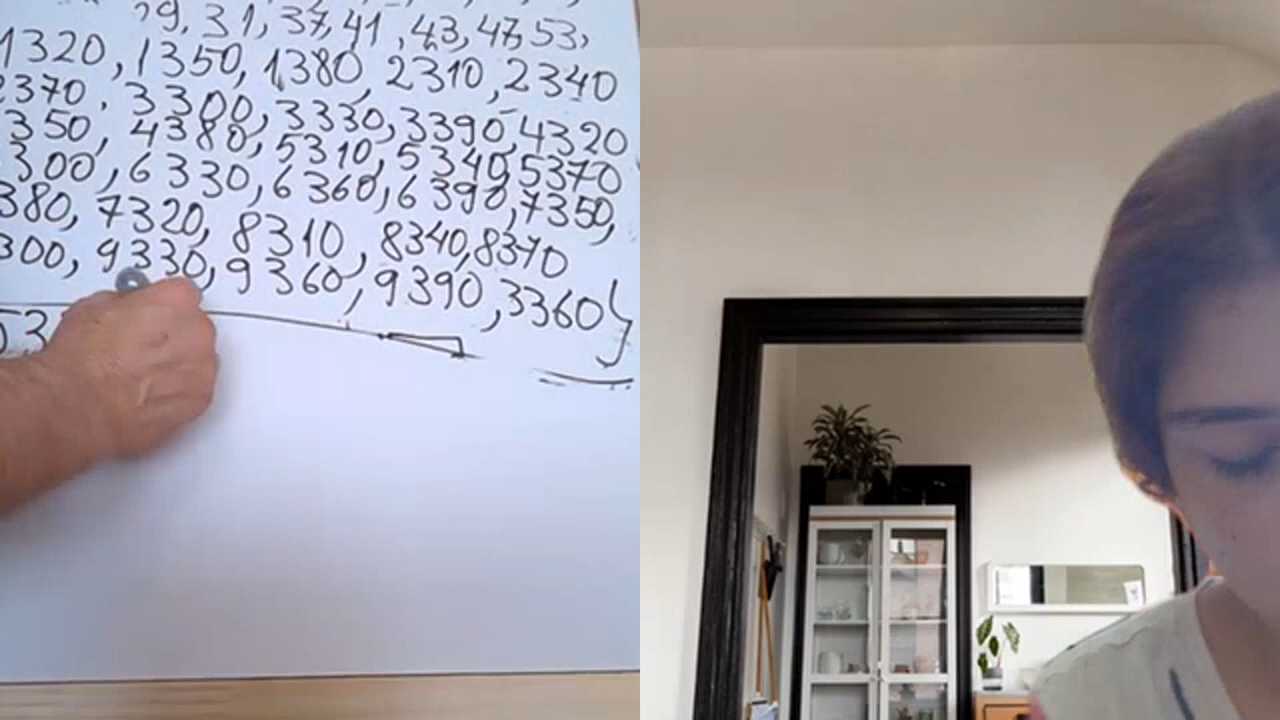 29, 31, 37, 41, 43, 47, 53,
1320, 1350, 1380, 2310, 2340
2370, 3300, 3330, 3390, 4320
350, 4380, 5310, 5340, 5370
300, 6330, 6360, 6390, 7350,
380, 7320, 8310, 8340, 8370
300, 9330, 9360, 9390, 3360}
53